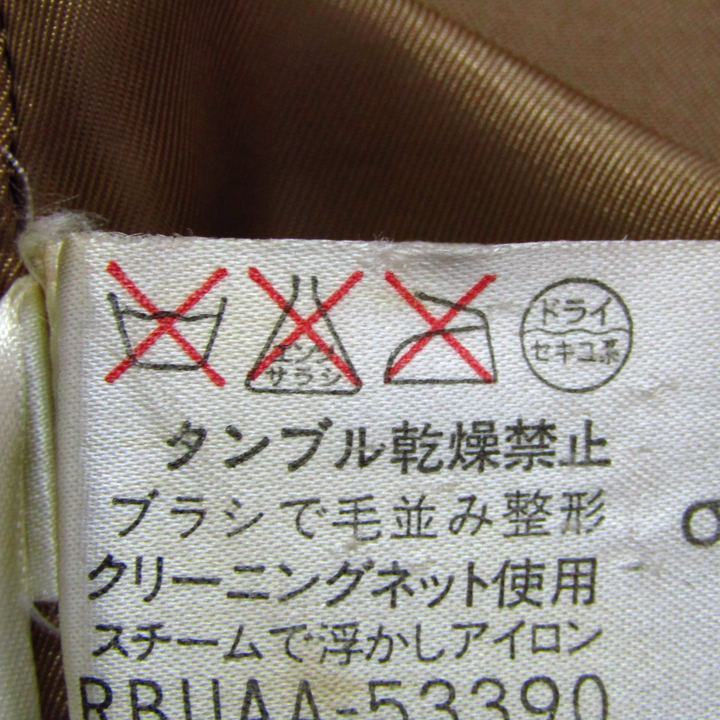 エンソ
サラシ
ドライ
セキユ系
タンブル乾燥禁止
ブラシで毛並み整形
クリーニングネット使用
スチームで浮かしアイロン
RBUAA-53390